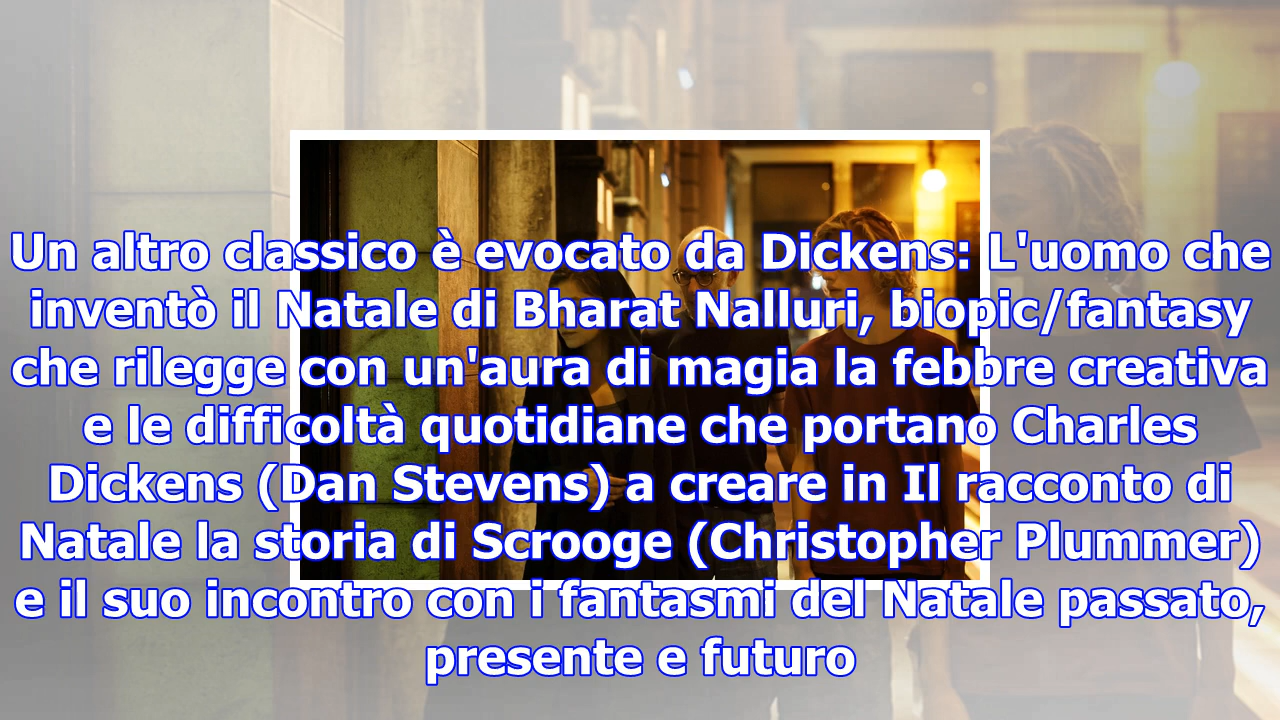 Un altro classico è evocato da Dickens: L'uomo che
inventò il Natale di Bharat Nalluri, biopic/fantasy
che rilegge con un'aura di magia la febbre creativa
e le difficoltà quotidiane che portano Charles
Dickens (Dan Stevens) a creare in Il racconto di
Natale la storia di Scrooge (Christopher Plummer)
e il suo incontro con i fantasmi del Natale passato,
presente e futuro